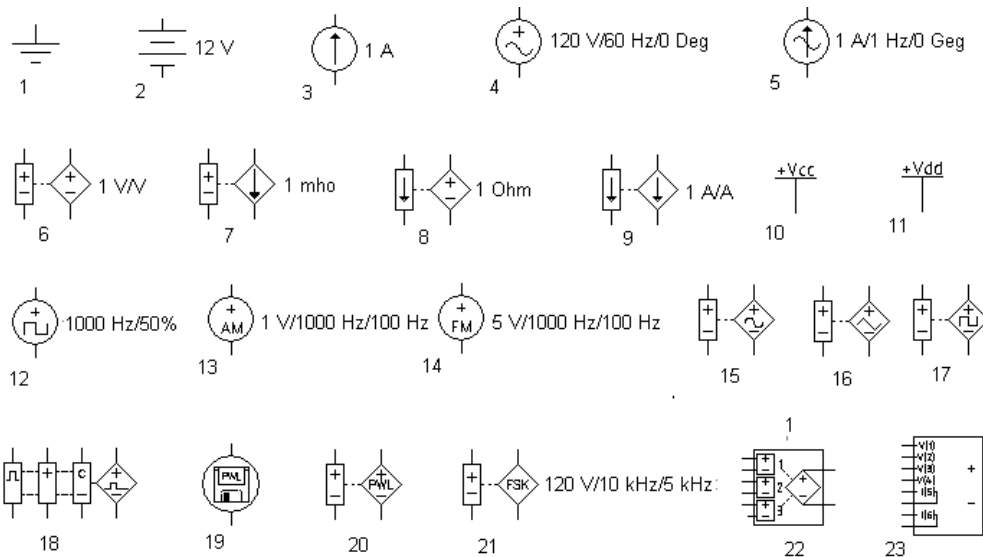 12 V
1 A
120 V/60 Hz/0 Deg
1 A/1 Hz/0 Geg
1
2
3
4
5
+ -
+ -
1 V/V
+ -
1 mho
+ -
1 Ohm
1 A/A
+Vcc
+Vdd
6
7
8
9
10
11
+
1000 Hz/50%
+
AM
1 V/1000 Hz/100 Hz
+
FM
5 V/1000 Hz/100 Hz
12
13
14
15
16
17
1
C
PWL
PWL
FSK
120 V/10 kHz/5 kHz:
1
2
3
V(1)
V(2)
V(3)
V(4)
I(5)
I(6)
+
-
18
19
20
21
22
23